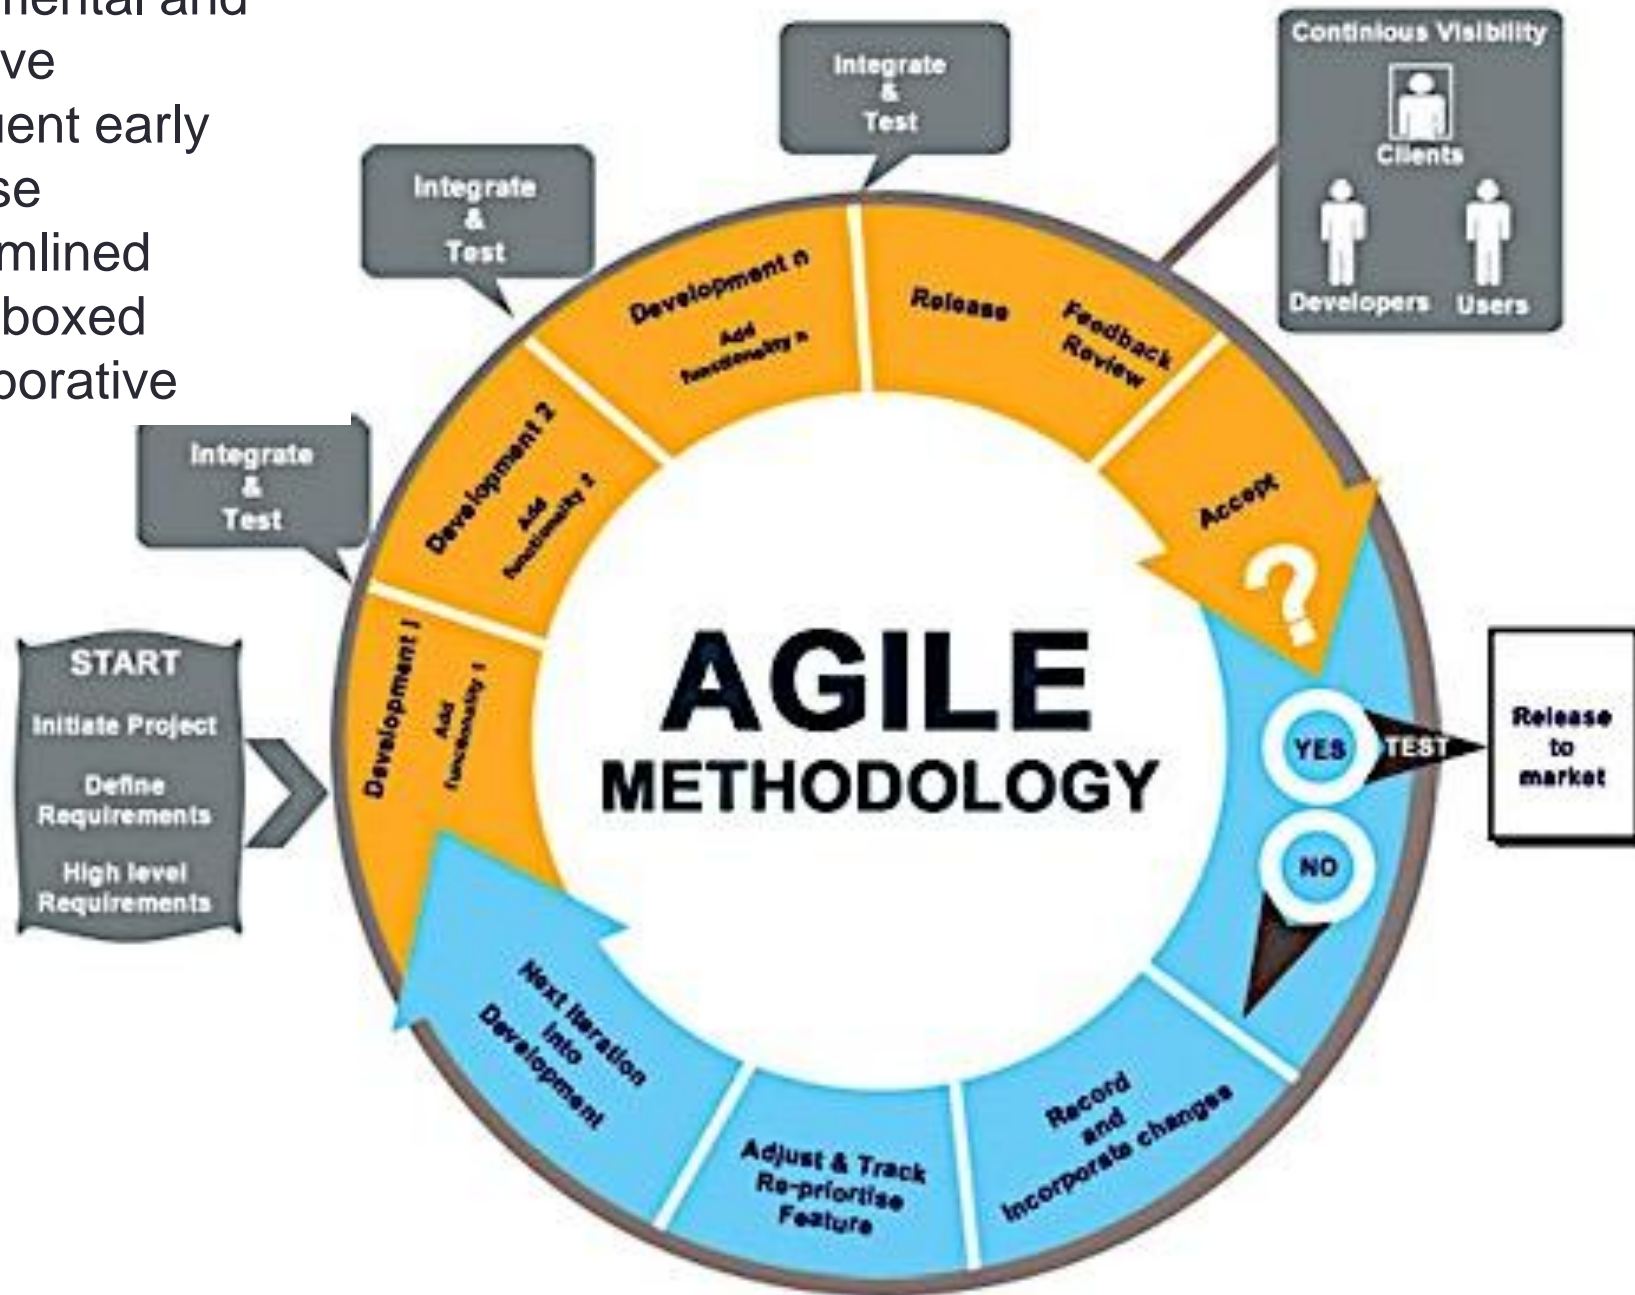 mental and
ve
uent early
se
mlined
boxed
porative
Integrate
&
Test
Integrate
&
Test
Integrate
&
Test
Continious Visibility
Clients
Developers Users
START
Initiate Project
Define
Requirements
High level
Requirements
Development 1
Add
functionality 1
Development 2
Add
functionality 2
Development n
Add
functionality n
Release
Feedback
Review
Accept
?
AGILE
METHODOLOGY
YES
TEST
Release
to
market
NO
Record
and
Incorporate changes
Adjust & Track
Re-priortise
Feature
Next Iteration
into
Development